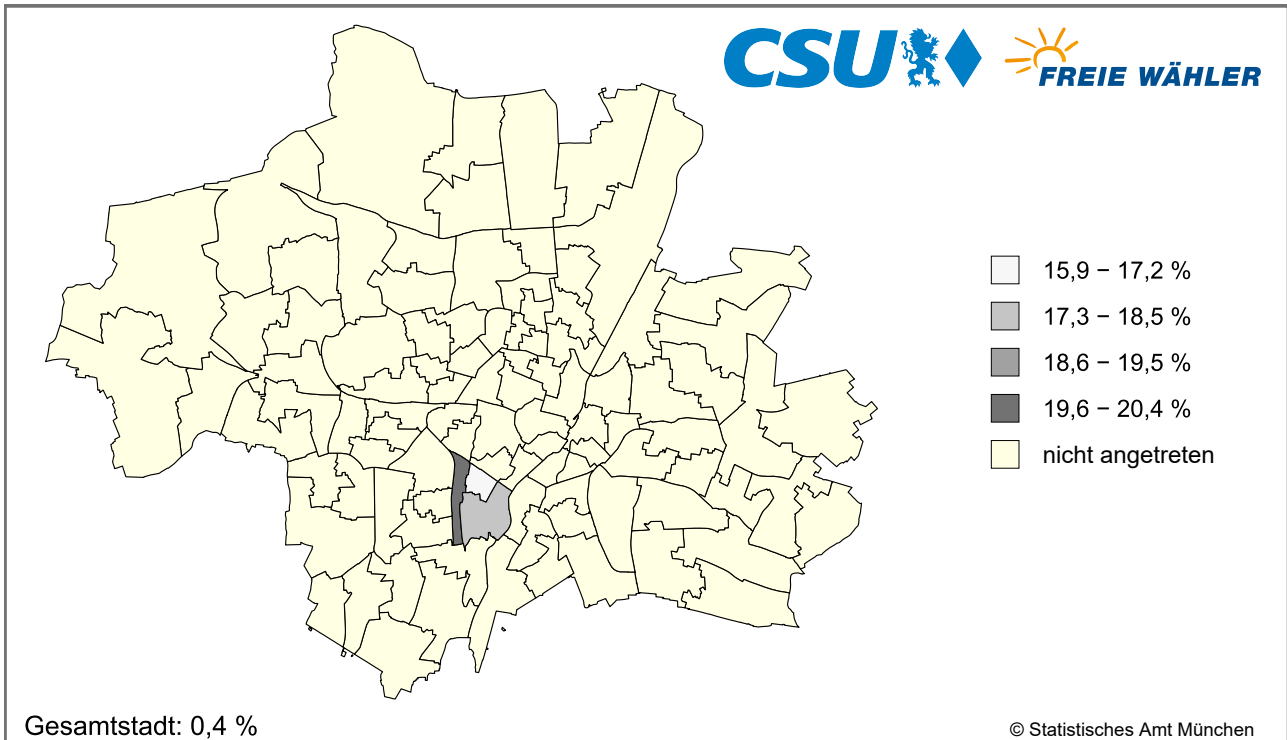 CSU
FREIE WÄHLER
15,9 − 17,2 %
17,3 − 18,5 %
18,6 − 19,5 %
19,6 − 20,4 %
nicht angetreten
Gesamtstadt: 0,4 %
© Statistisches Amt München